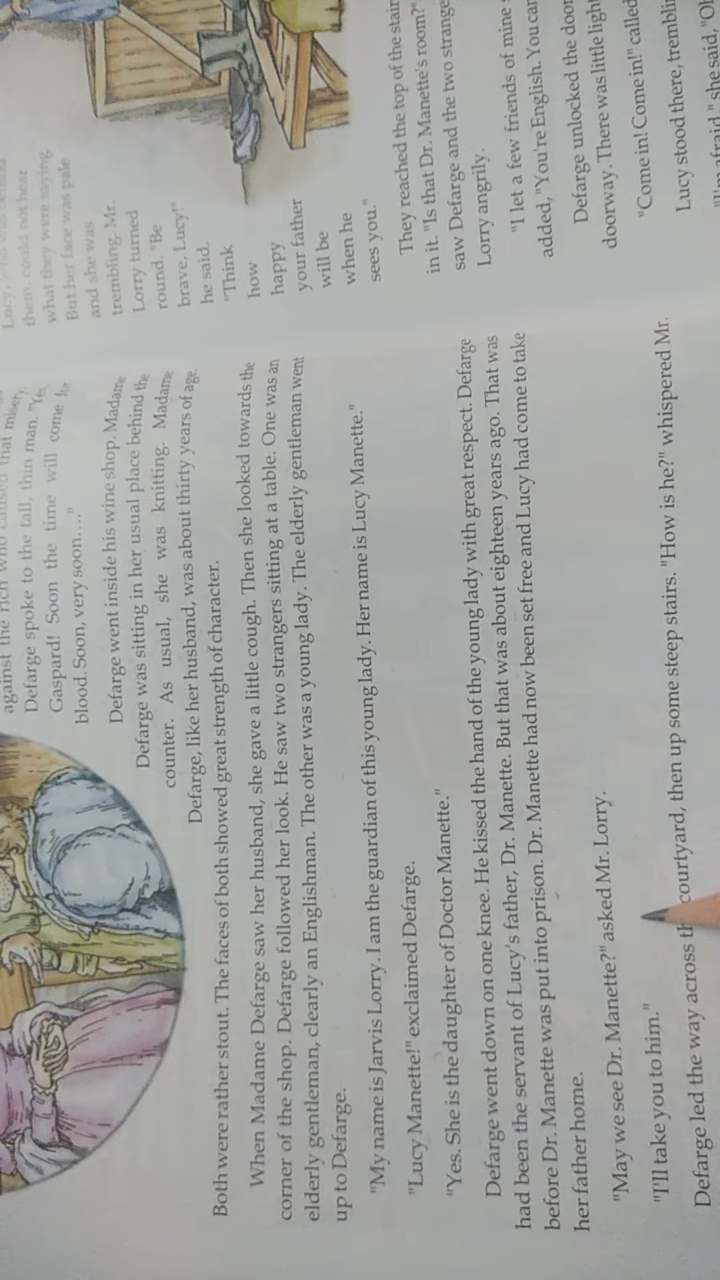 against the rich who caused that misery.
Defarge spoke to the tall, thin man. "Yes,
Gaspard! Soon the time will come for
blood. Soon, very soon...."
Defarge went inside his wine shop. Madame
Defarge was sitting in her usual place behind the
counter. As usual, she was knitting. Madame
Defarge, like her husband, was about thirty years of age.
Both were rather stout. The faces of both showed great strength of character.
When Madame Defarge saw her husband, she gave a little cough. Then she looked towards the
corner of the shop. Defarge followed her look. He saw two strangers sitting at a table. One was an
elderly gentleman, clearly an Englishman. The other was a young lady. The elderly gentleman went
up to Defarge.
"My name is Jarvis Lorry. I am the guardian of this young lady. Her name is Lucy Manette."
"Lucy Manette!" exclaimed Defarge.
"Yes. She is the daughter of Doctor Manette."
Defarge went down on one knee. He kissed the hand of the young lady with great respect. Defarge
had been the servant of Lucy's father, Dr. Manette. But that was about eighteen years ago. That was
before Dr. Manette was put into prison. Dr. Manette had now been set free and Lucy had come to take
her father home.
"May we see Dr. Manette?" asked Mr. Lorry.
"I'll take you to him."
Defarge led the way across courtyard, then up some steep stairs. "How is he?" whispered Mr.
Lucy,
them, could not hear
what they were saying.
But her face was pale
and she was
trembling. Mr.
Lorry turned
round. "Be
brave, Lucy!"
he said.
"Think
how
happy
your father
will be
when he
sees you."
They reached the top of the stair
in it. "Is that Dr. Manette's room?"
saw Defarge and the two strange
Lorry angrily.
"I let a few friends of mine
added, "You're English. You can
Defarge unlocked the door
doorway. There was little light
"Come in! Come in!" called
Lucy stood there, tremblin
"I'm afraid," she said, "Oh